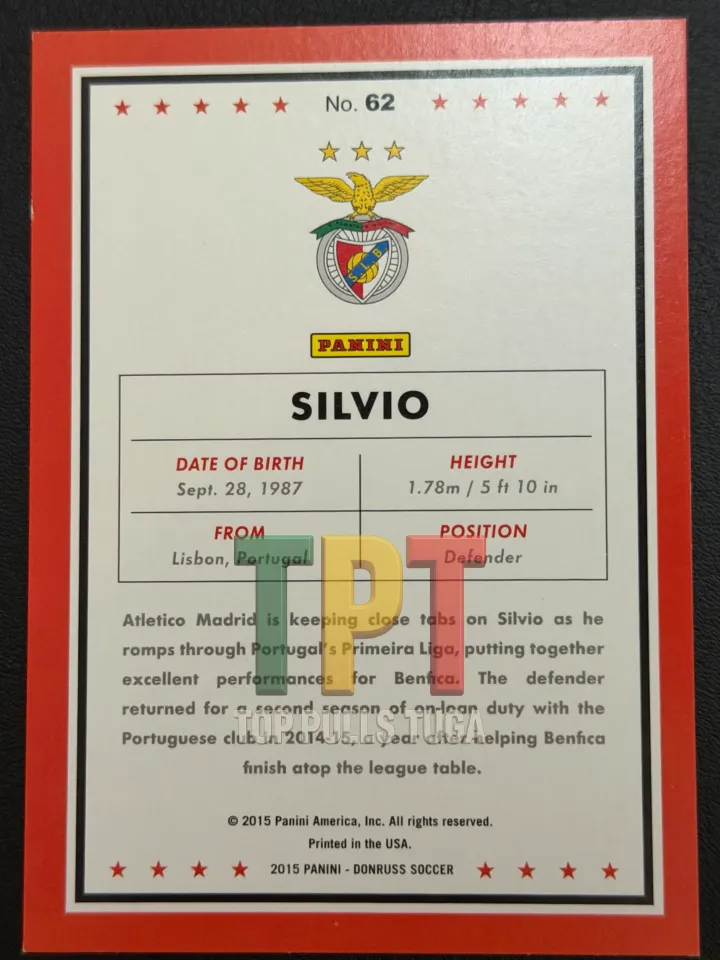 No. 62
S.L.B.
PANINI
SILVIO
DATE OF BIRTH
Sept. 28, 1987
HEIGHT
1.78m / 5 ft 10 in
FROM
Lisbon, Portugal
POSITION
Defender
Atletico Madrid is keeping close tabs on Silvio as he
romps through Portugal's Primeira Liga, putting together
excellent performances for Benfica. The defender
returned for a second season of on-loan duty with the
Portuguese club in 2014-15, a year after helping Benfica
finish atop the league table.
TPT
TOP PULLS TUGA
© 2015 Panini America, Inc. All rights reserved.
Printed in the USA.
2015 PANINI - DONRUSS SOCCER